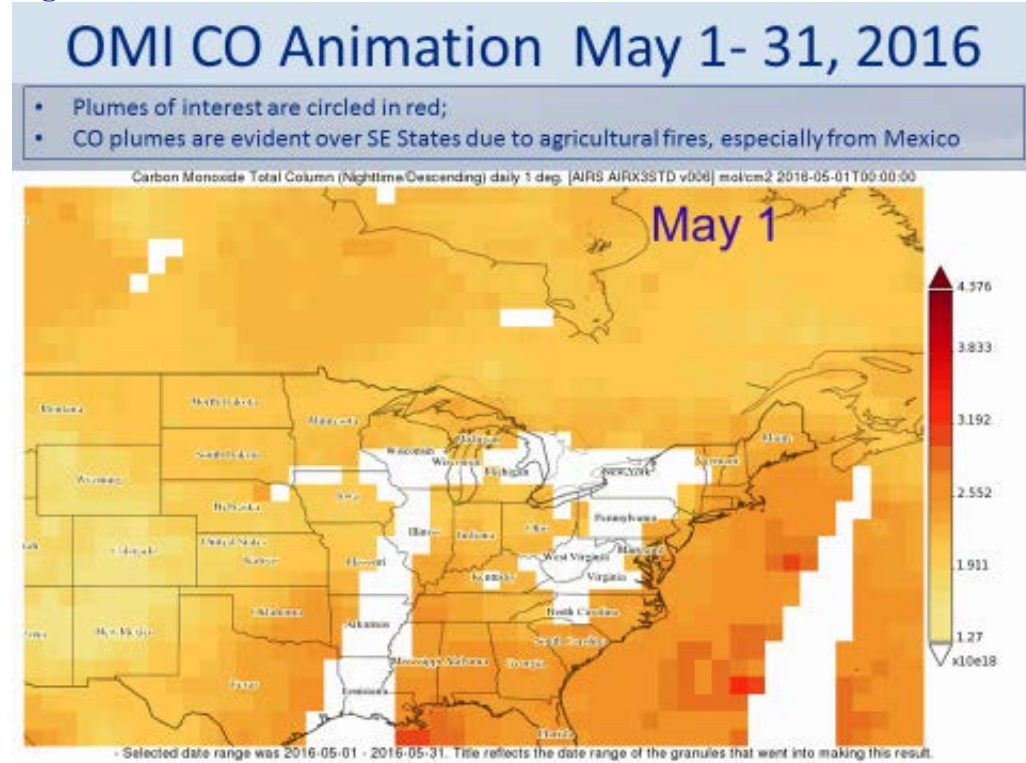 OMI CO Animation May 1- 31, 2016
• Plumes of interest are circled in red;
• CO plumes are evident over SE States due to agricultural fires, especially from Mexico
Carbon Monoxide Total Column (Nighttime/Descending) daily 1 deg. [AIRS AIRX3STD v006] mol/cm2 2016-05-01T00:00:00
May 1
4.376
3.833
3.192
2.552
1.911
1.27
x10e18
Montana
North Dakota
Minnesota
South Dakota
Wisconsin
Michigan
Wisconsin
Michigan
New York
Vermont
Maine
Wyoming
Iowa
Nebraska
Pennsylvania
Illinois
Indiana
Ohio
United States
Colorado
Kansas
Missouri
West Virginia
Maryland
Kentucky
Virginia
Oklahoma
Arkansas
North Carolina
New Mexico
South Carolina
Mississippi
Alabama
Georgia
Texas
Louisiana
Florida
- Selected date range was 2016-05-01 - 2016-05-31. Title reflects the date range of the granules that went into making this result.